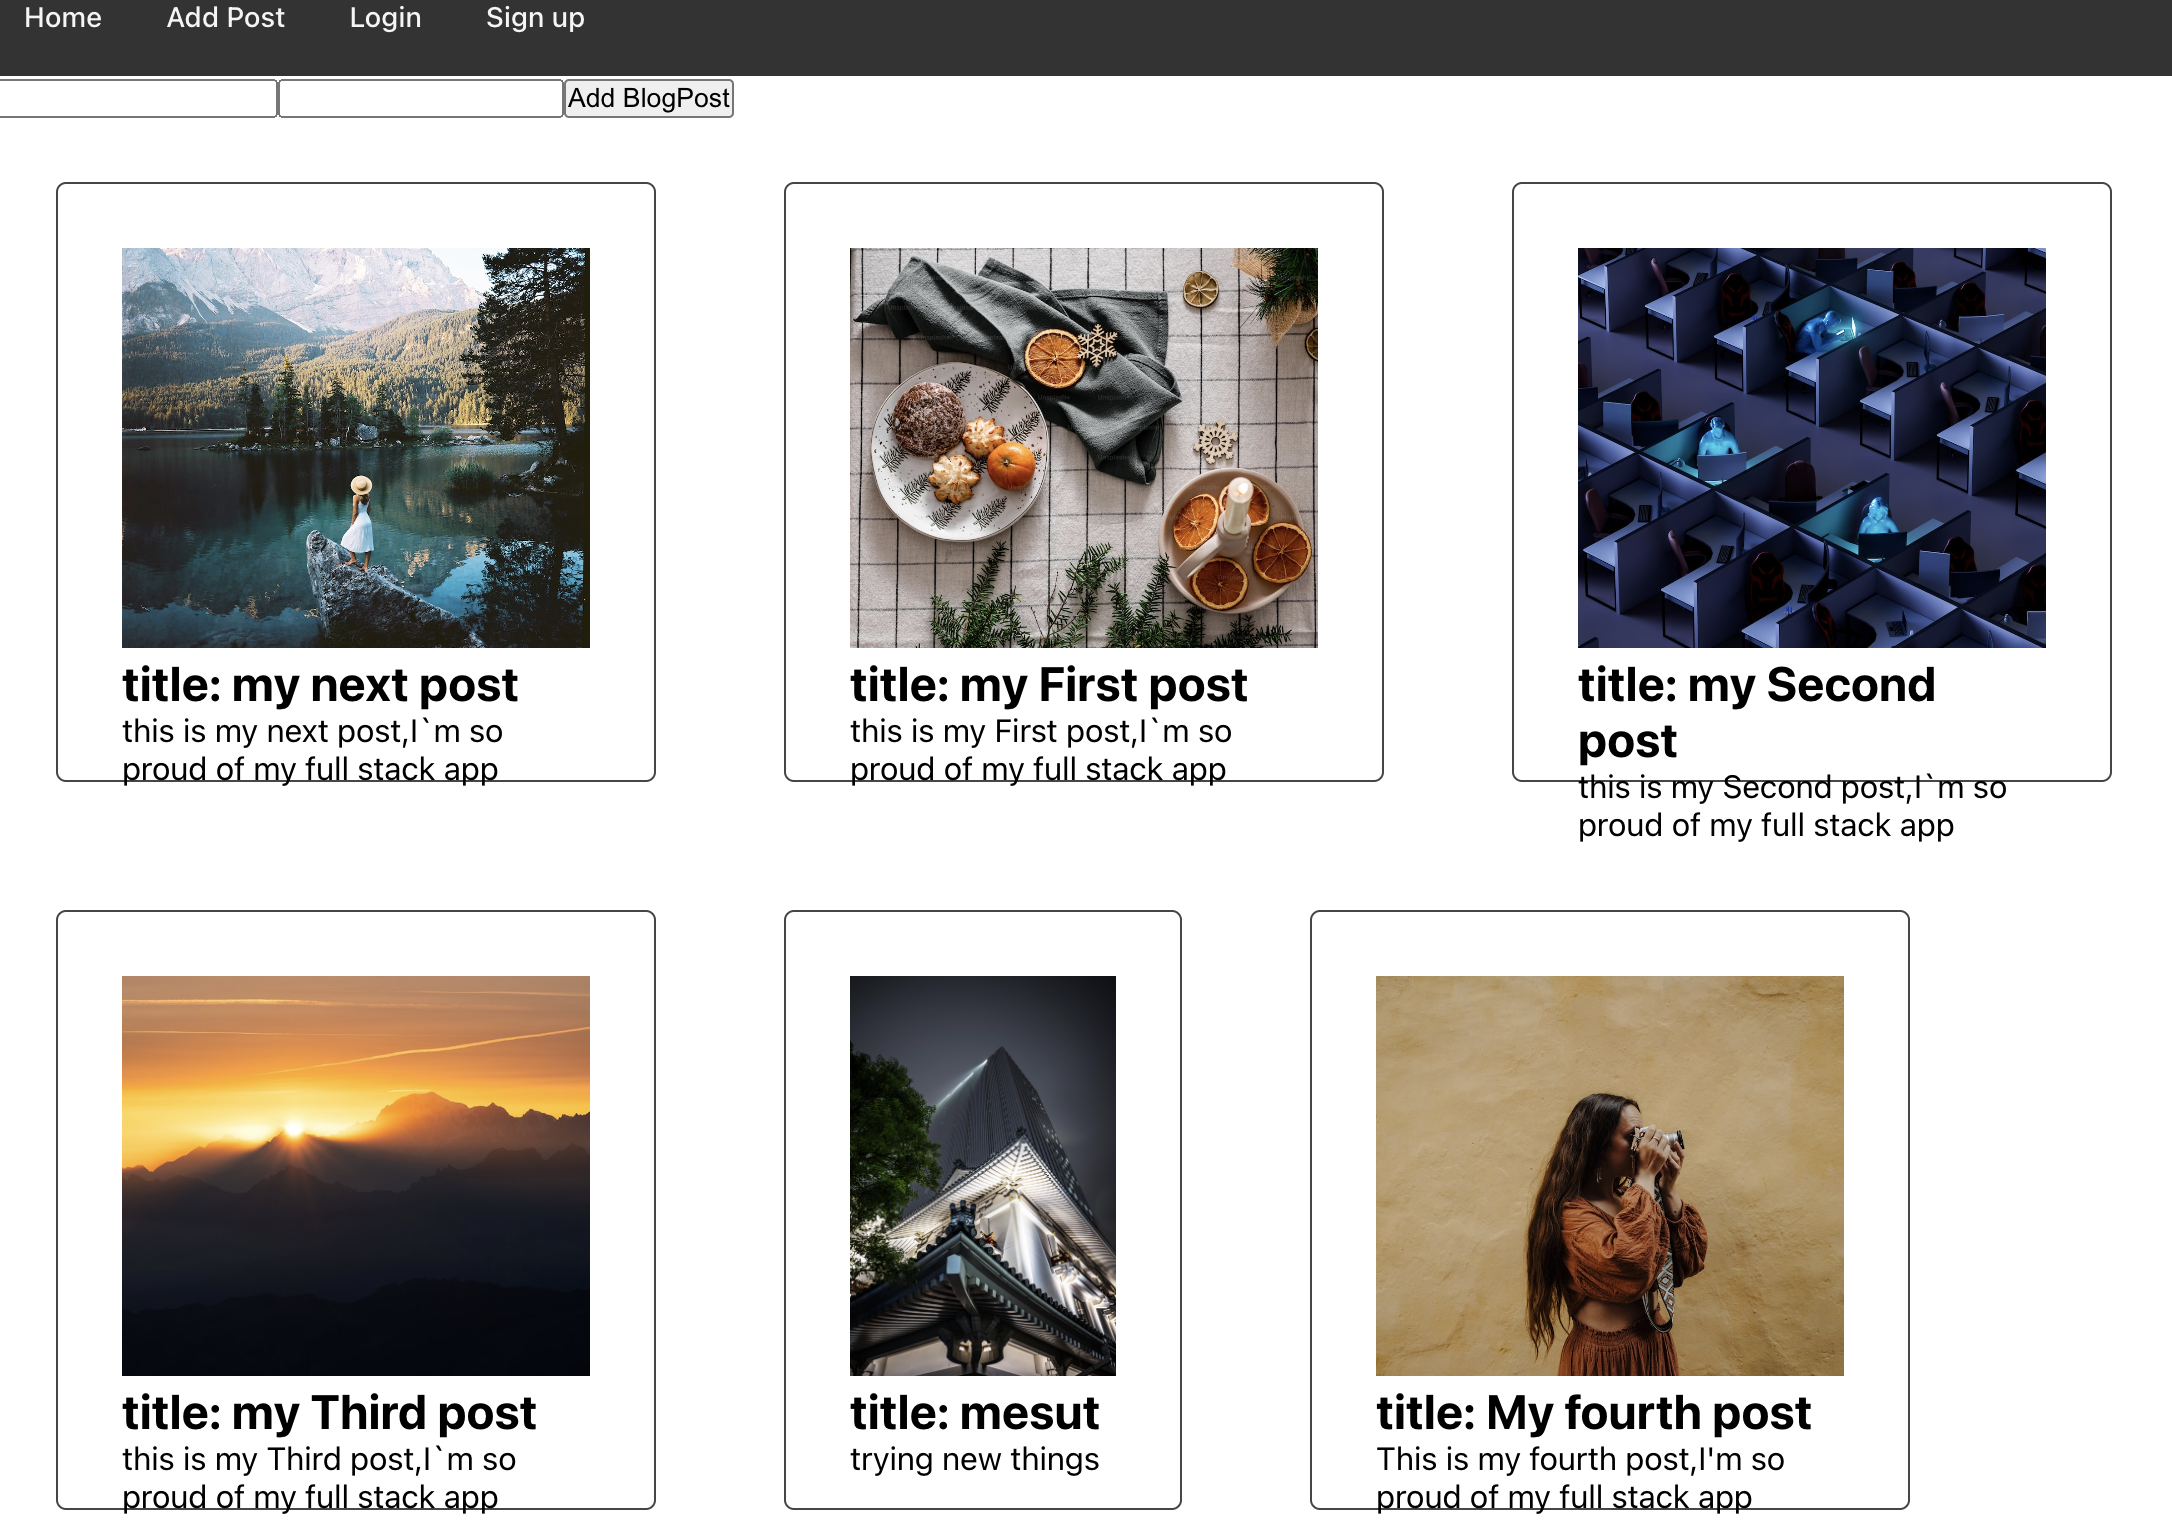 Home Add Post Login Sign up
Add BlogPost
title: my next post
this is my next post,I`m so
proud of my full stack app
title: my First post
this is my First post,I`m so
proud of my full stack app
title: my Second
post
this is my Second post,I`m so
proud of my full stack app
title: my Third post
this is my Third post,I`m so
proud of my full stack app
title: mesut
trying new things
title: My fourth post
This is my fourth post,I'm so
proud of my full stack app